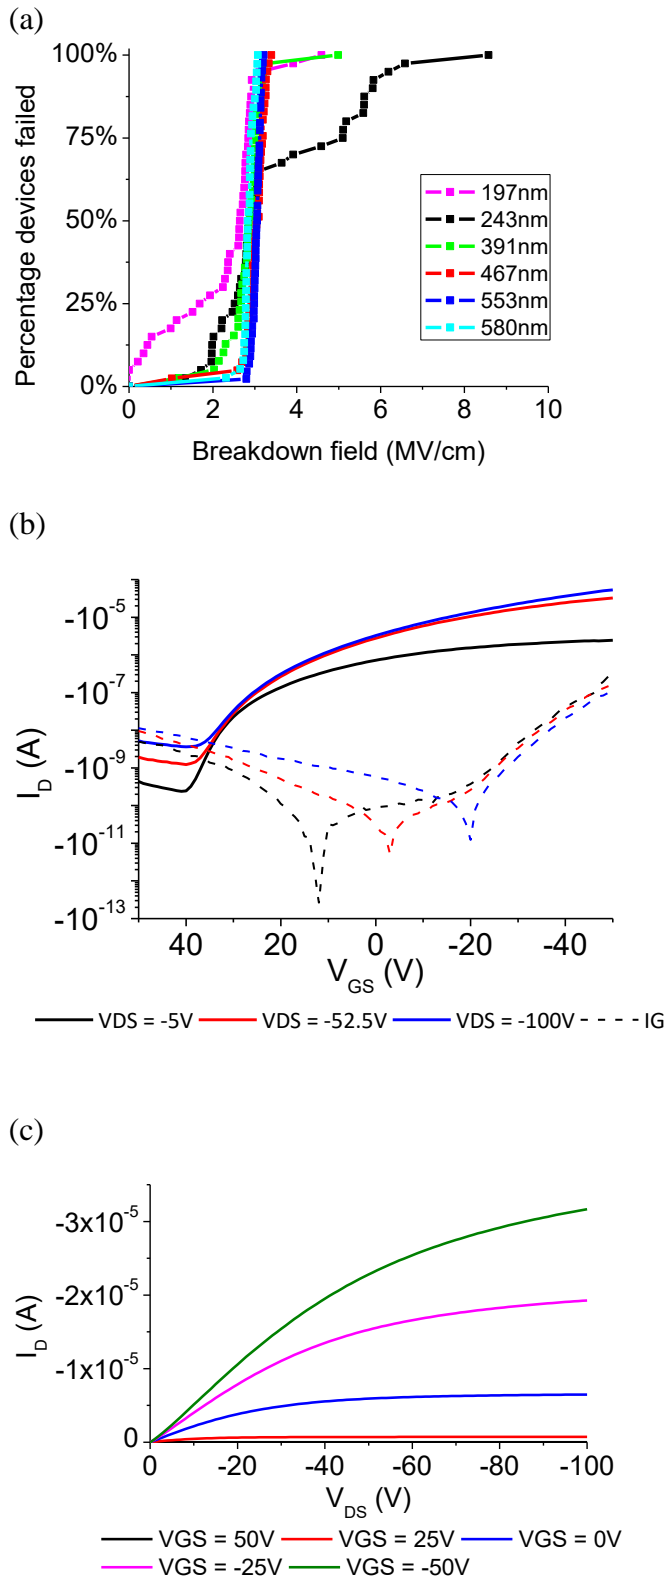 (a)
100%
75%
50%
25%
0%
Percentage devices failed
197nm
243nm
391nm
467nm
553nm
580nm
0 2 4 6 8 10
Breakdown field (MV/cm)
(b)
-10^-5
-10^-7
-10^-9
-10^-11
-10^-13
I_D (A)
40 20 0 -20 -40
V_GS (V)
VDS = -5V VDS = -52.5V VDS = -100V IG
(c)
-3x10^-5
-2x10^-5
-1x10^-5
0
I_D (A)
0 -20 -40 -60 -80 -100
V_DS (V)
VGS = 50V VGS = 25V VGS = 0V
VGS = -25V VGS = -50V